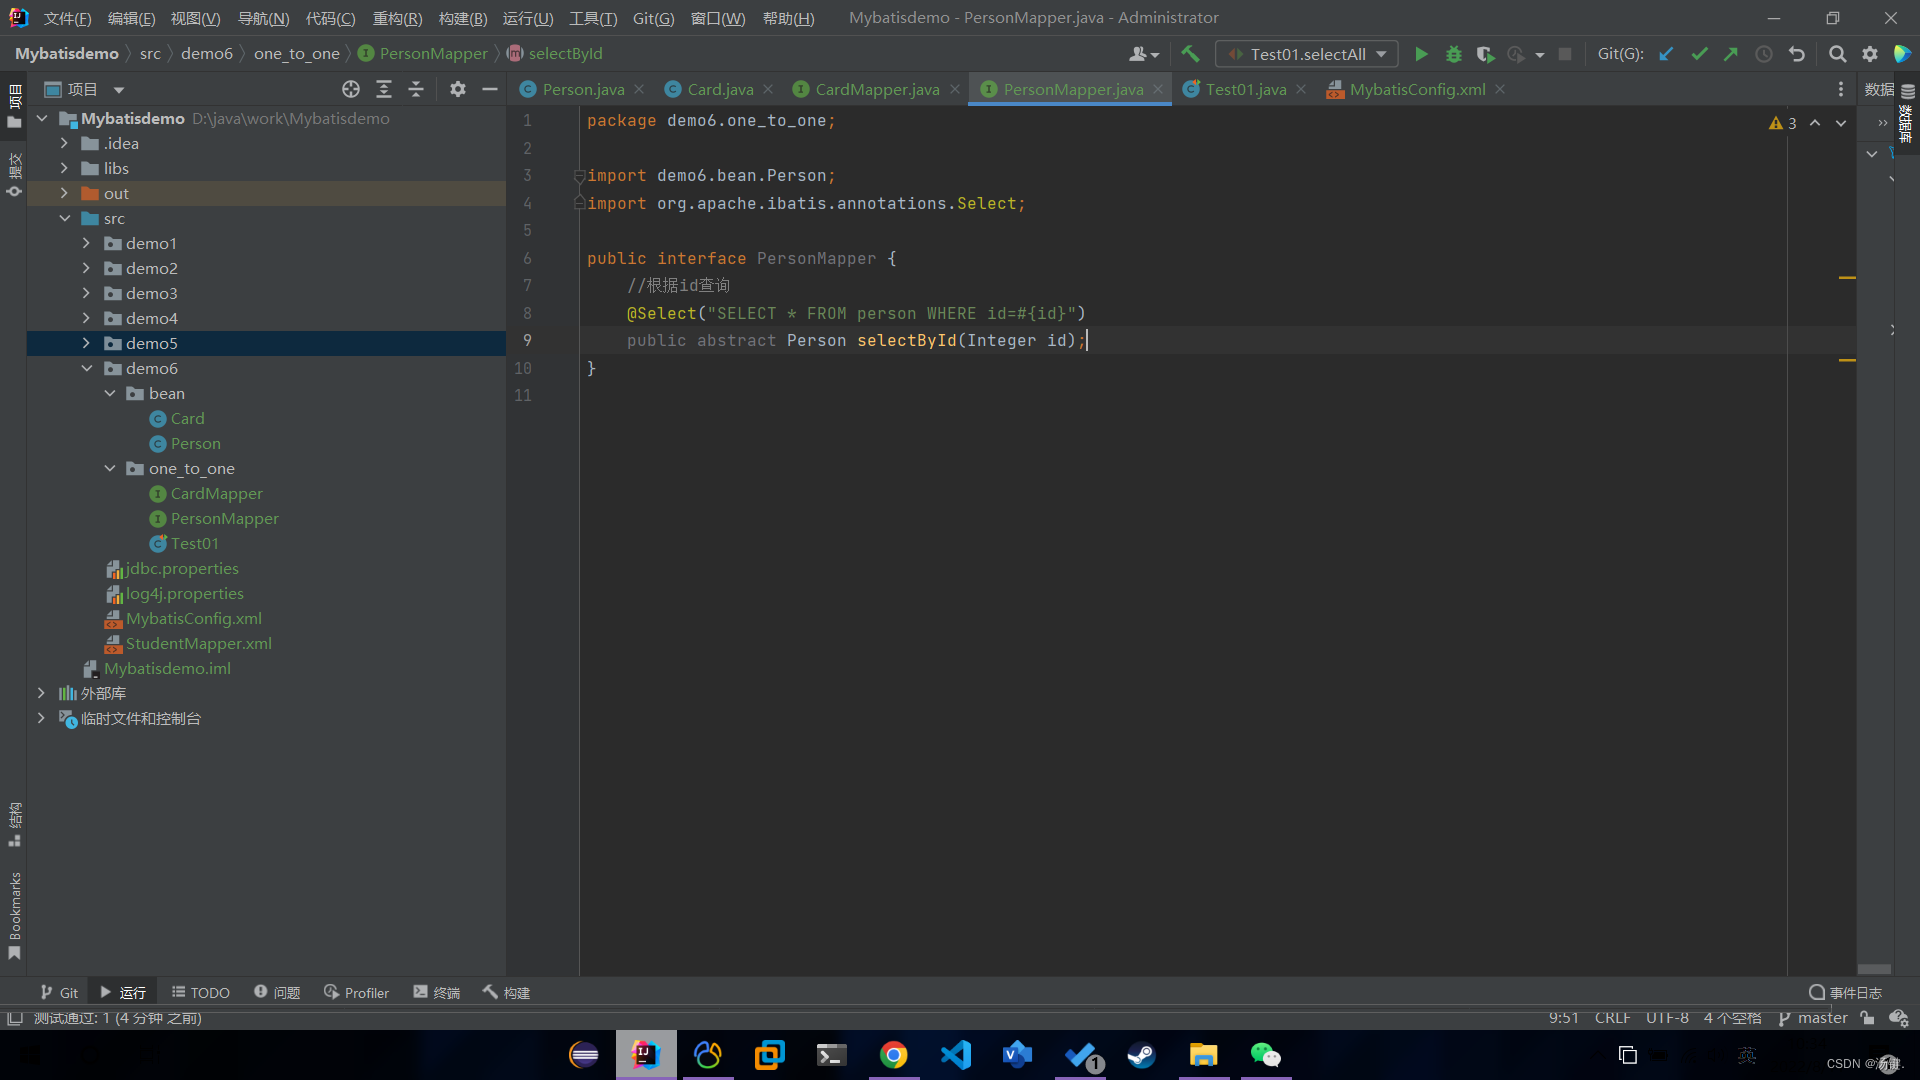 文件(F) 编辑(E) 视图(V) 导航(N) 代码(C) 重构(R) 构建(B) 运行(U) 工具(T) Git(G) 窗口(W) 帮助(H) Mybatisdemo - PersonMapper.java - Administrator
Mybatisdemo src demo6 one_to_one PersonMapper selectById Test01.selectAll Git(G):
项目 Person.java Card.java CardMapper.java PersonMapper.java Test01.java MybatisConfig.xml 数据
项目
提交
结构
Bookmarks
Mybatisdemo D:\java\work\Mybatisdemo
.idea
libs
out
src
demo1
demo2
demo3
demo4
demo5
demo6
bean
Card
Person
one_to_one
CardMapper
PersonMapper
Test01
jdbc.properties
log4j.properties
MybatisConfig.xml
StudentMapper.xml
Mybatisdemo.iml
外部库
临时文件和控制台
1 package demo6.one_to_one;
2
3 import demo6.bean.Person;
4 import org.apache.ibatis.annotations.Select;
5
6 public interface PersonMapper {
7 //根据id查询
8 @Select("SELECT * FROM person WHERE id=#{id}")
9 public abstract Person selectById(Integer id);
10 }
11
3
数据库
Git 运行 TODO 问题 Profiler 终端 构建 事件日志
测试通过: 1 (4 分钟 之前) 9:51 CRLF UTF-8 4 个空格 master
1
英
CSDN @汤键.